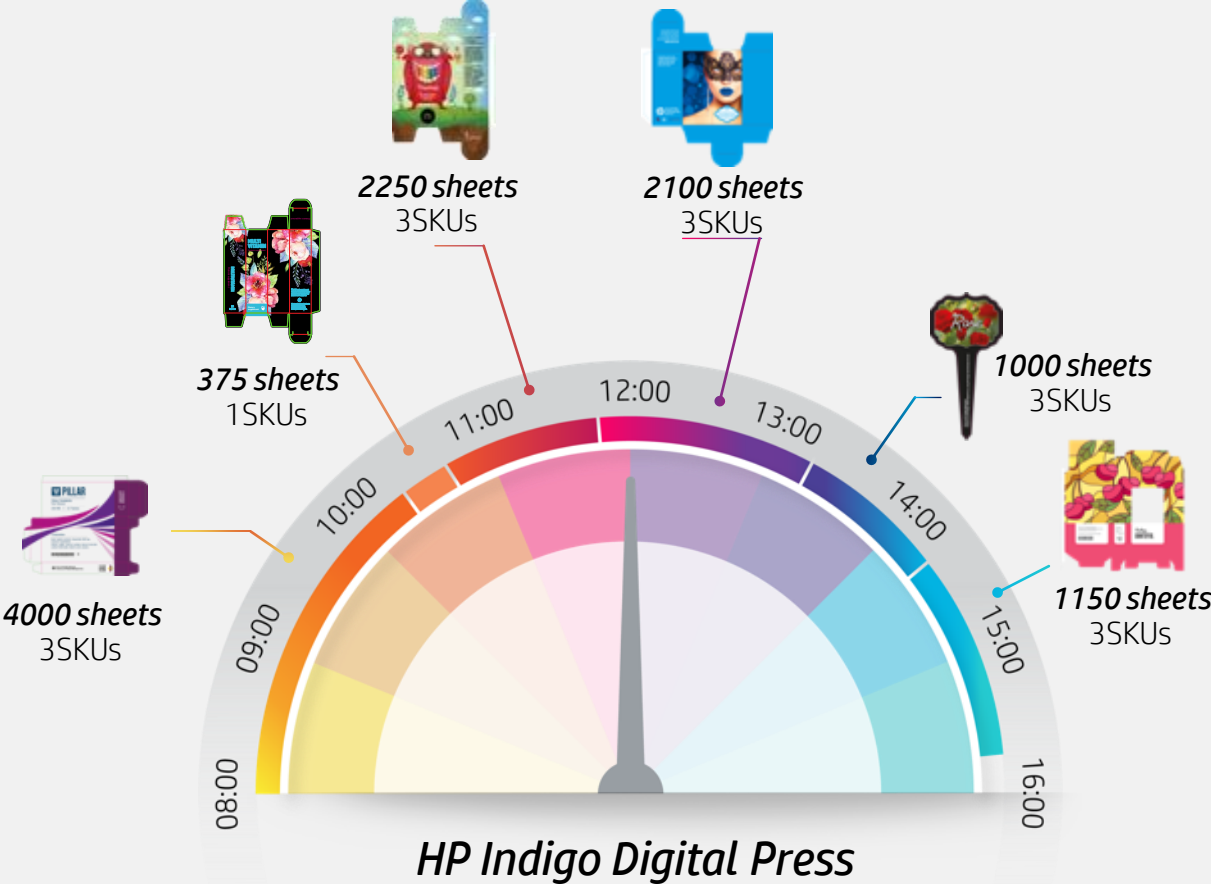 2250 sheets
3SKUs
2100 sheets
3SKUs
375 sheets
1SKUs
1000 sheets
3SKUs
PILLAR
4000 sheets
3SKUs
1150 sheets
3SKUs
08:00
09:00
10:00
11:00
12:00
13:00
14:00
15:00
16:00
HP Indigo Digital Press